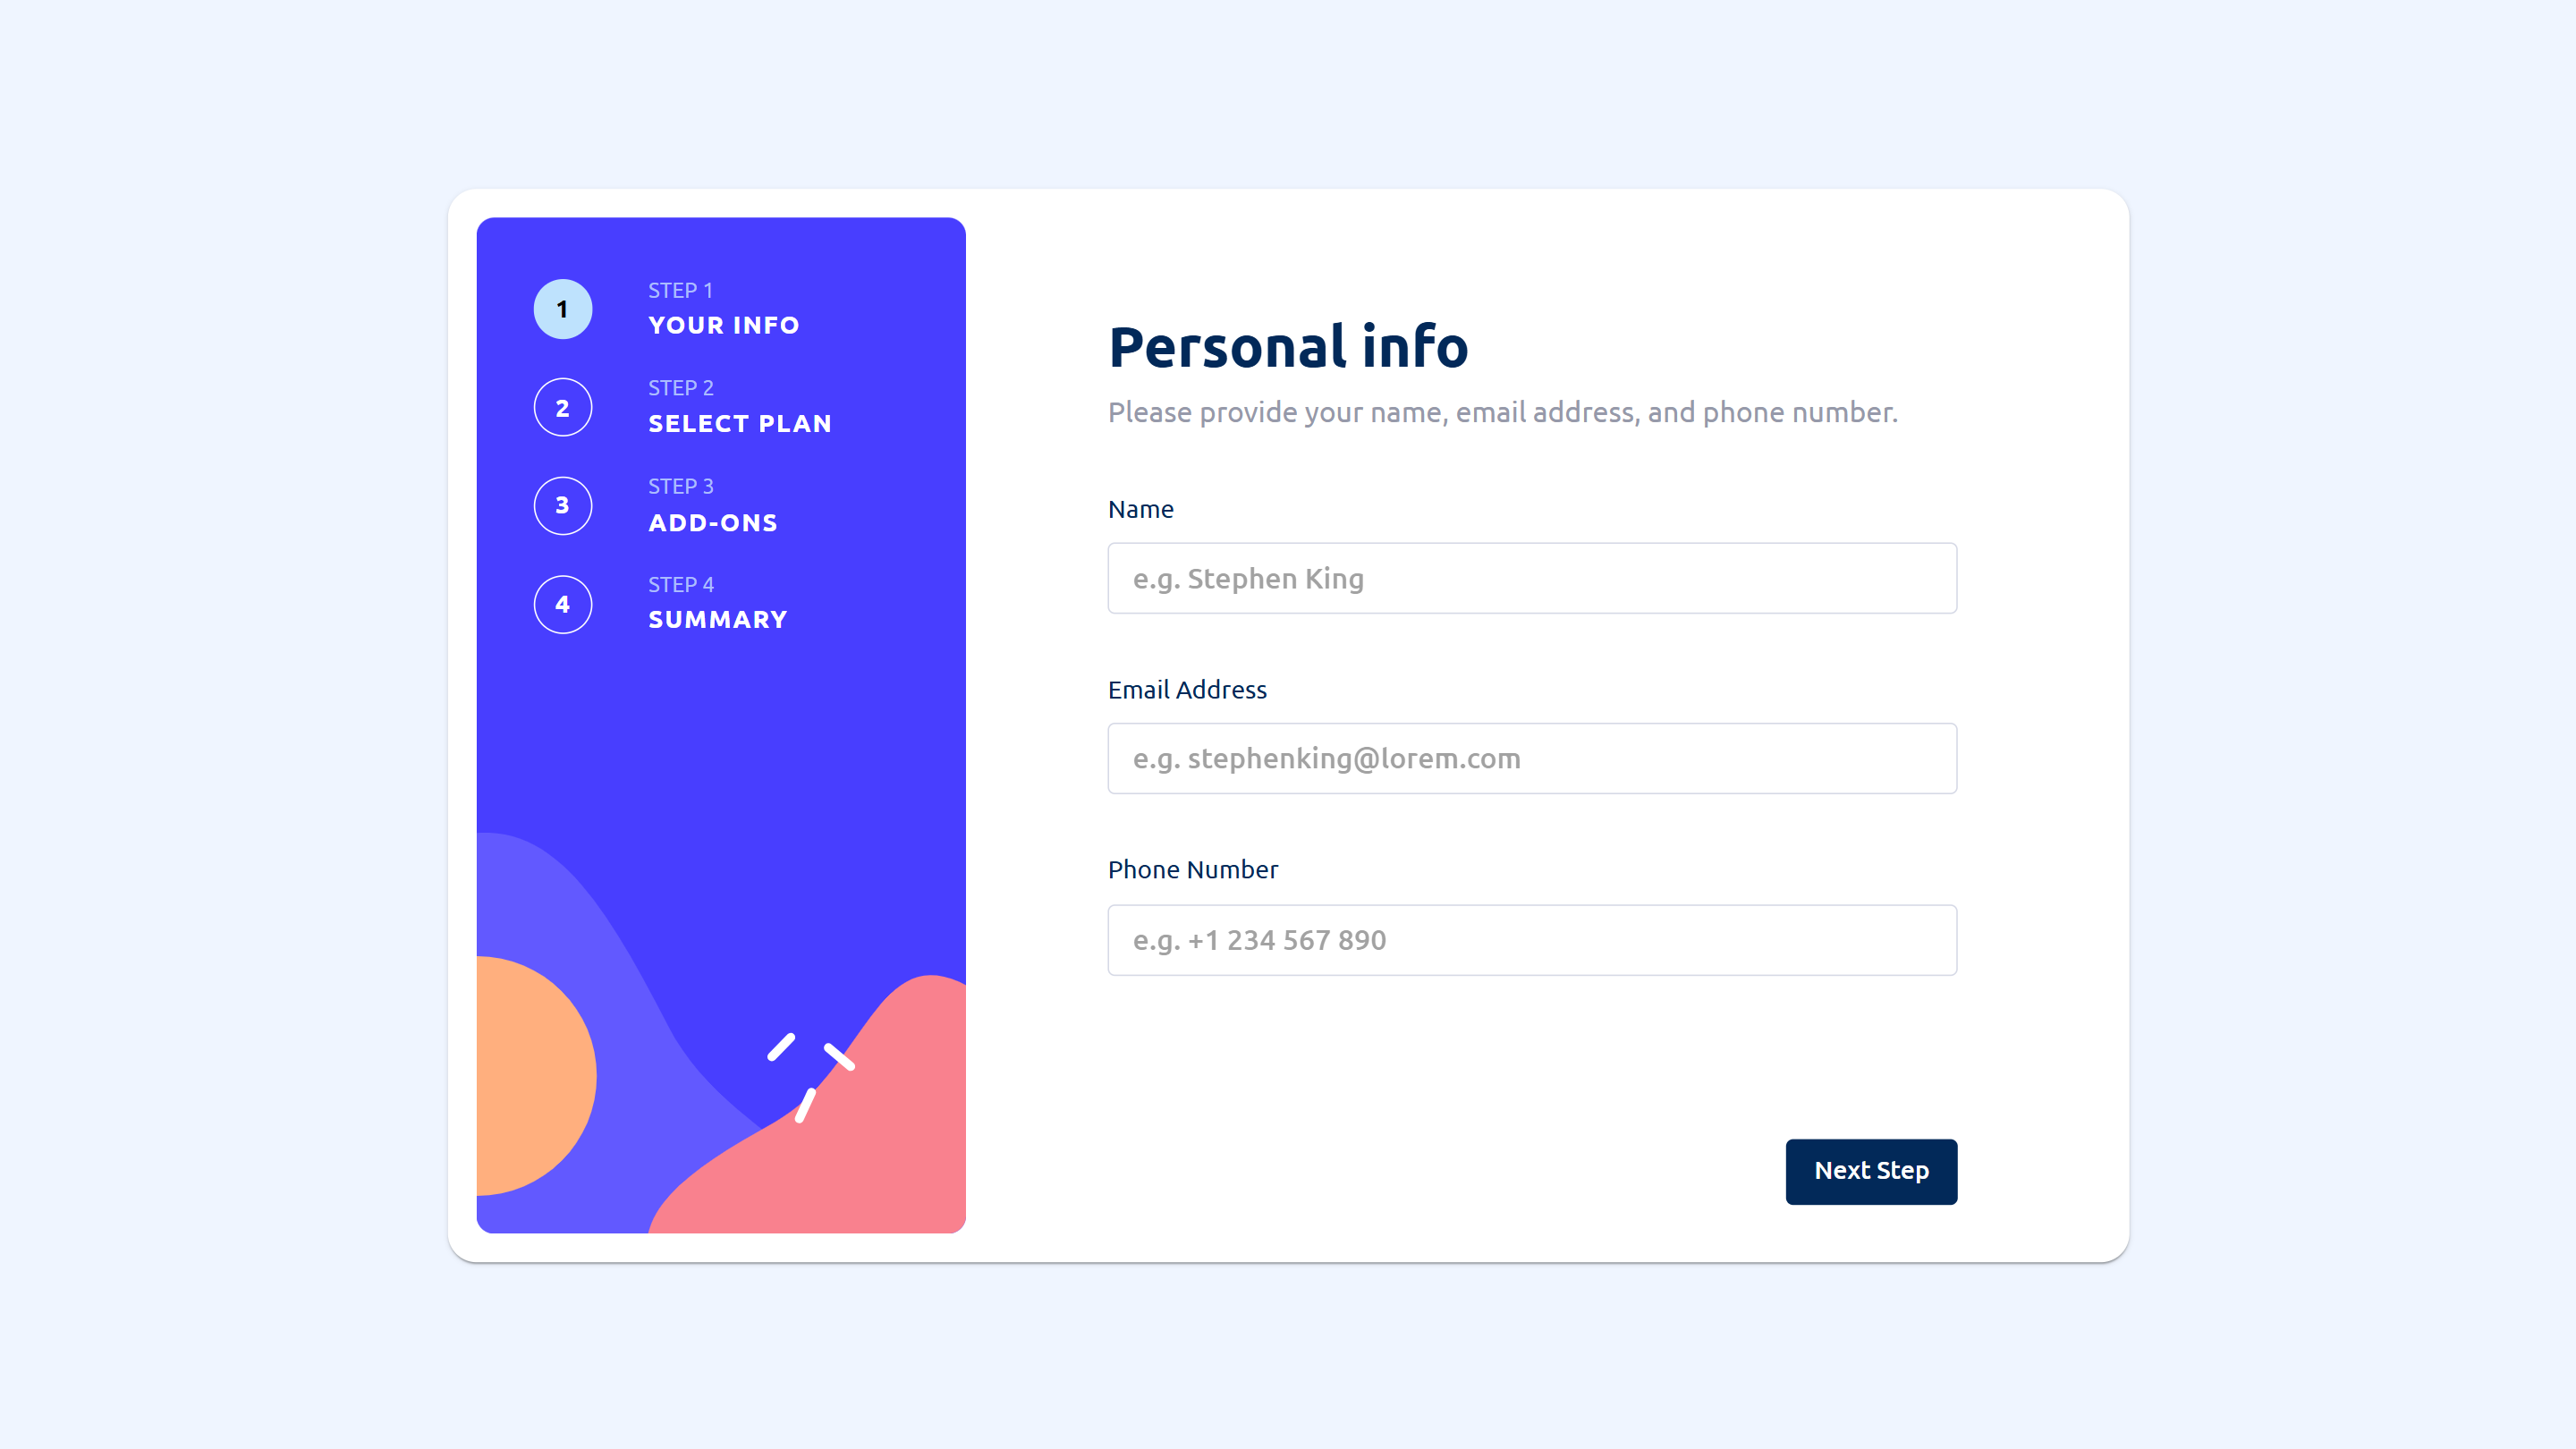 1
STEP 1
YOUR INFO
2
STEP 2
SELECT PLAN
3
STEP 3
ADD-ONS
4
STEP 4
SUMMARY
Personal info
Please provide your name, email address, and phone number.
Name
e.g. Stephen King
Email Address
e.g. stephenking@lorem.com
Phone Number
e.g. +1 234 567 890
Next Step